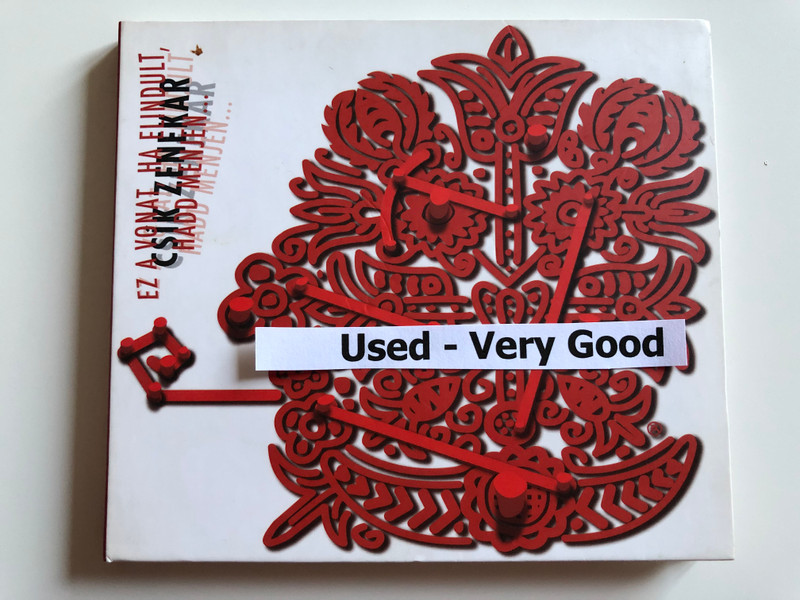 EZ A VONAT, HA ELINDULT,
CSIK ZENEKAR
HADD MENJEN...
Used - Very Good